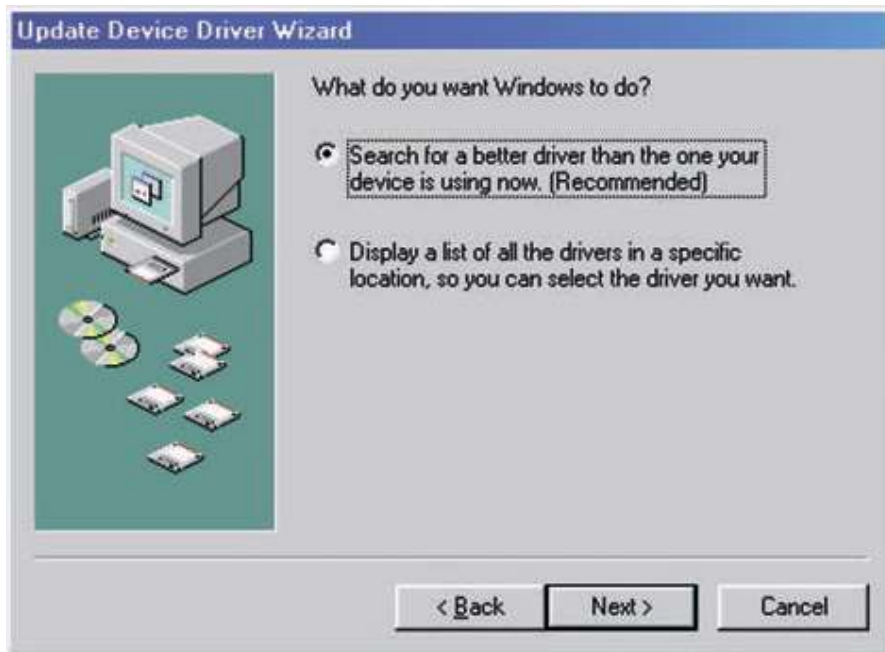 Update Device Driver Wizard
What do you want Windows to do?
Search for a better driver than the one your
device is using now. (Recommended)
Display a list of all the drivers in a specific
location, so you can select the driver you want.
< Back
Next >
Cancel